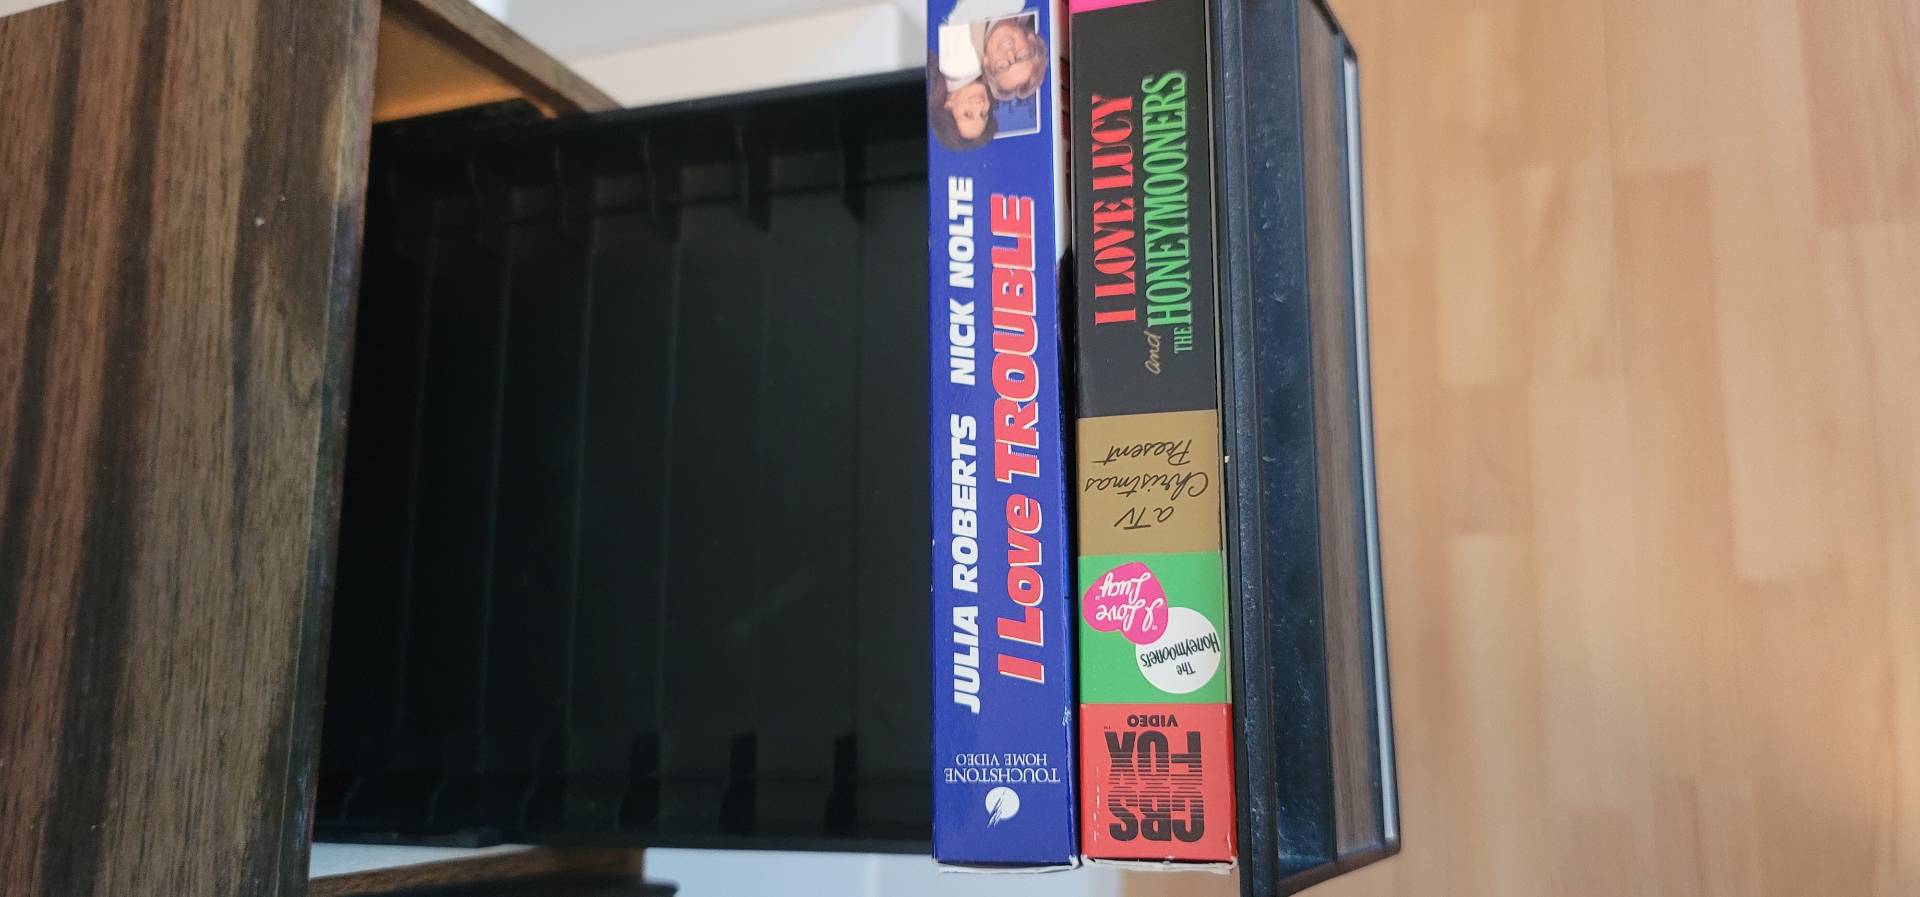 JULIA ROBERTS NICK NOLTE
I Love TROUBLE
TOUCHSTONE
HOME VIDEO
I LOVE LUCY
and THE HONEYMOONERS
a TV
Christmas
Present
"I Love
Lucy"
The
Honeymooners
CBS
FOX
VIDEO